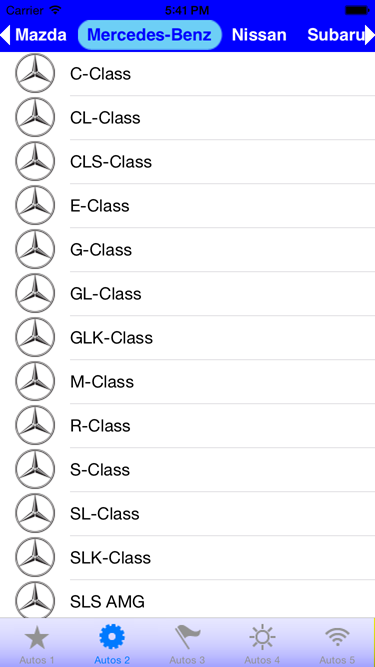 Carrier 5:41 PM
Mazda Mercedes-Benz Nissan Subaru
C-Class
CL-Class
CLS-Class
E-Class
G-Class
GL-Class
GLK-Class
M-Class
R-Class
S-Class
SL-Class
SLK-Class
SLS AMG
Autos 1 Autos 2 Autos 3 Autos 4 Autos 5